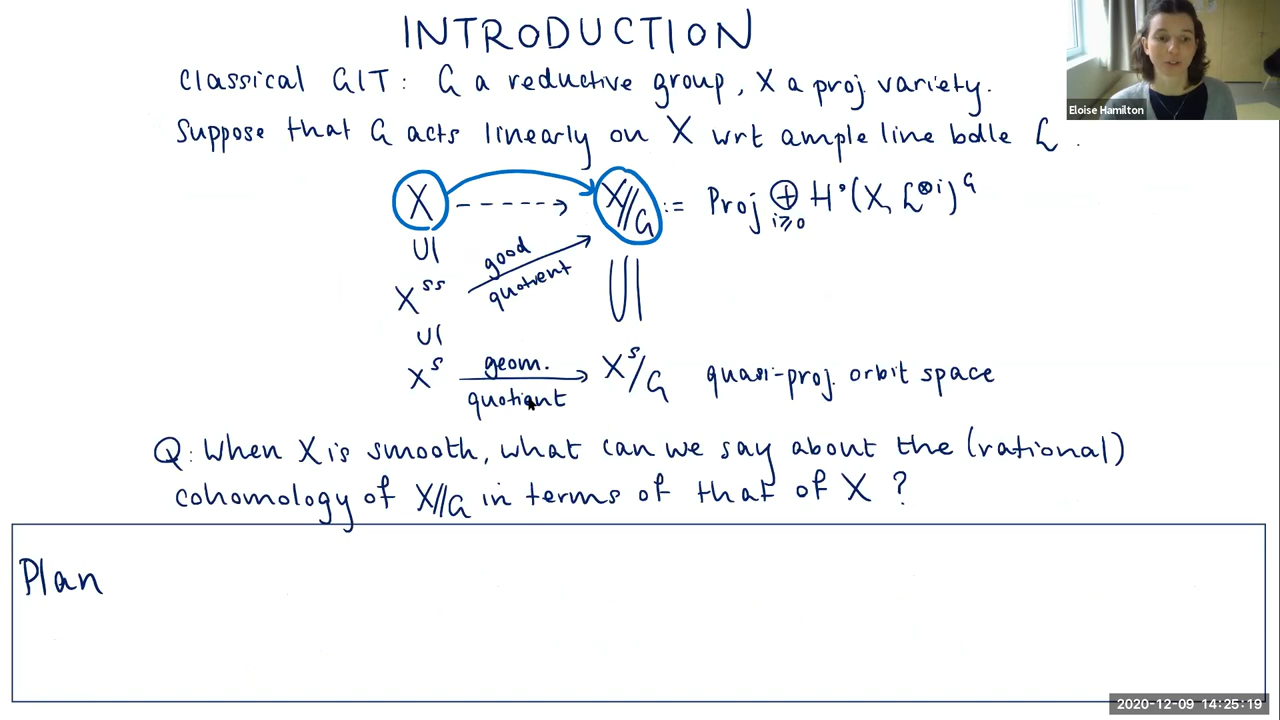 INTRODUCTION
Classical GIT: G a reductive group, X a proj. variety.
Suppose that G acts linearly on X wrt ample line bdlle L.
Eloise Hamilton
X ---> X//G := Proj ⊕ i≥0 H°(X, L⊗i)^G
UI
good
quotient
X^ss
UI
UI
X^s geom. X^s/G quasi-proj. orbit space
quotient
Q: When X is smooth, what can we say about the (rational)
cohomology of X//G in terms of that of X ?
Plan
2020-12-09 14:25:19